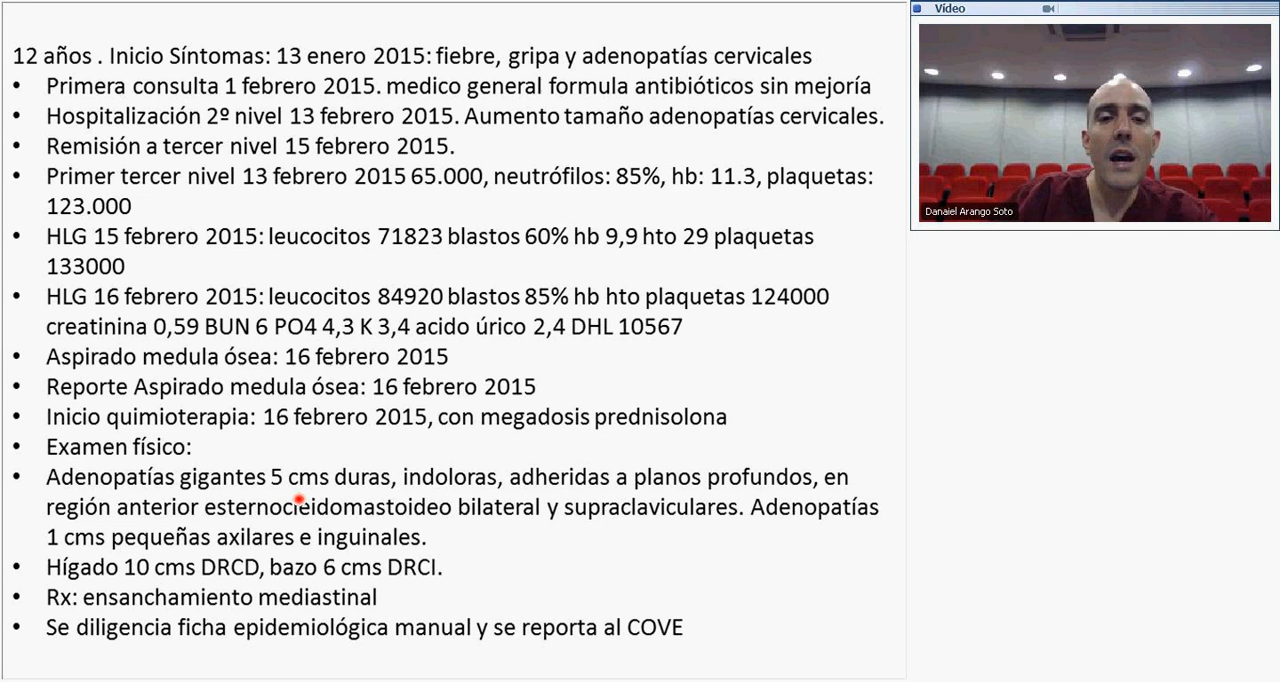 12 años . Inicio Síntomas: 13 enero 2015: fiebre, gripa y adenopatías cervicales
• Primera consulta 1 febrero 2015. medico general formula antibióticos sin mejoría
• Hospitalización 2º nivel 13 febrero 2015. Aumento tamaño adenopatías cervicales.
• Remisión a tercer nivel 15 febrero 2015.
• Primer tercer nivel 13 febrero 2015 65.000, neutrófilos: 85%, hb: 11.3, plaquetas:
123.000
• HLG 15 febrero 2015: leucocitos 71823 blastos 60% hb 9,9 hto 29 plaquetas
133000
• HLG 16 febrero 2015: leucocitos 84920 blastos 85% hb hto plaquetas 124000
creatinina 0,59 BUN 6 PO4 4,3 K 3,4 acido úrico 2,4 DHL 10567
• Aspirado medula ósea: 16 febrero 2015
• Reporte Aspirado medula ósea: 16 febrero 2015
• Inicio quimioterapia: 16 febrero 2015, con megadosis prednisolona
• Examen físico:
• Adenopatías gigantes 5 cms duras, indoloras, adheridas a planos profundos, en
región anterior esternocleidomastoideo bilateral y supraclaviculares. Adenopatías
1 cms pequeñas axilares e inguinales.
• Hígado 10 cms DRCD, bazo 6 cms DRCI.
• Rx: ensanchamiento mediastinal
• Se diligencia ficha epidemiológica manual y se reporta al COVE
Vídeo
Danaiel Arango Soto